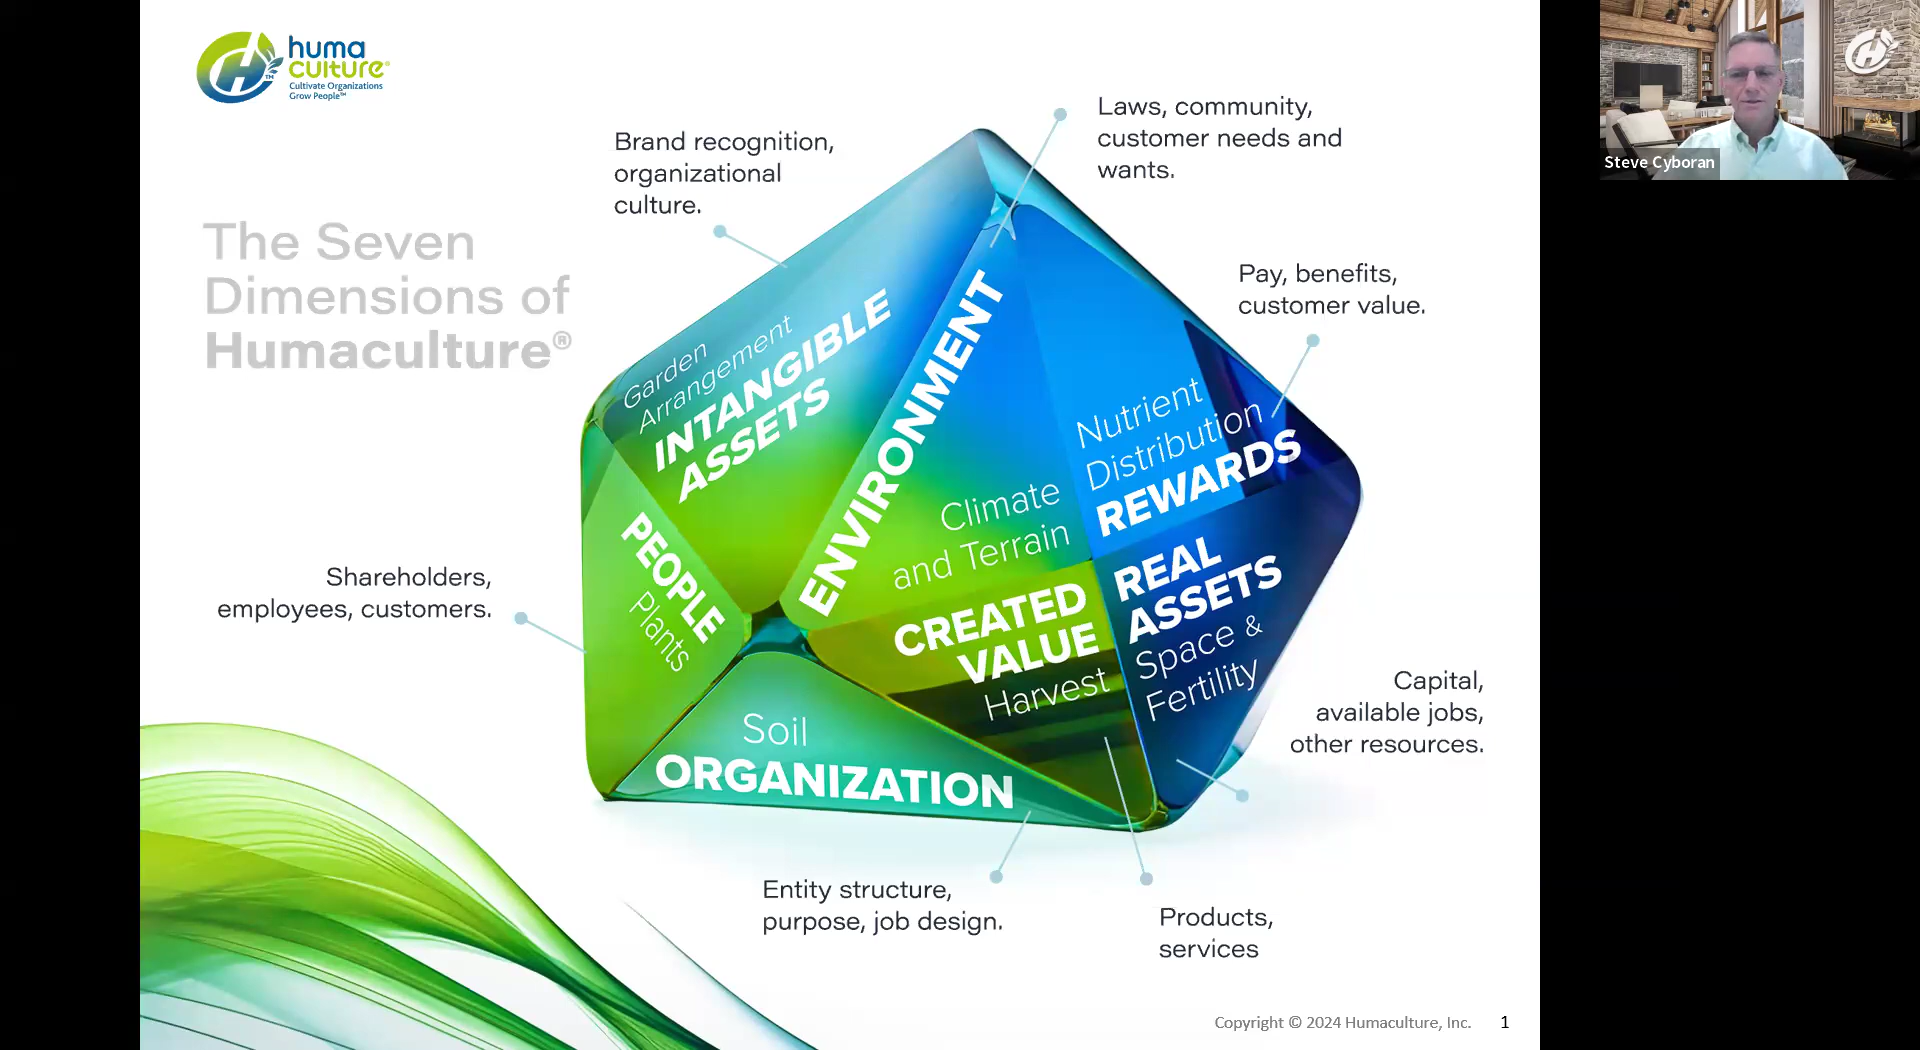 huma
culture®
Cultivate Organizations
Grow People™
The Seven
Dimensions of
Humaculture®
Brand recognition,
organizational
culture.
Laws, community,
customer needs and
wants.
Pay, benefits,
customer value.
Garden
Arrangement
INTANGIBLE
ASSETS
ENVIRONMENT
Climate
and Terrain
Nutrient
Distribution
REWARDS
PEOPLE
Plants
Shareholders,
employees, customers.
CREATED
VALUE
Harvest
REAL
ASSETS
Space &
Fertility
Capital,
available jobs,
other resources.
Soil
ORGANIZATION
Entity structure,
purpose, job design.
Products,
services
Copyright © 2024 Humaculture, Inc. 1
Steve Cyboran